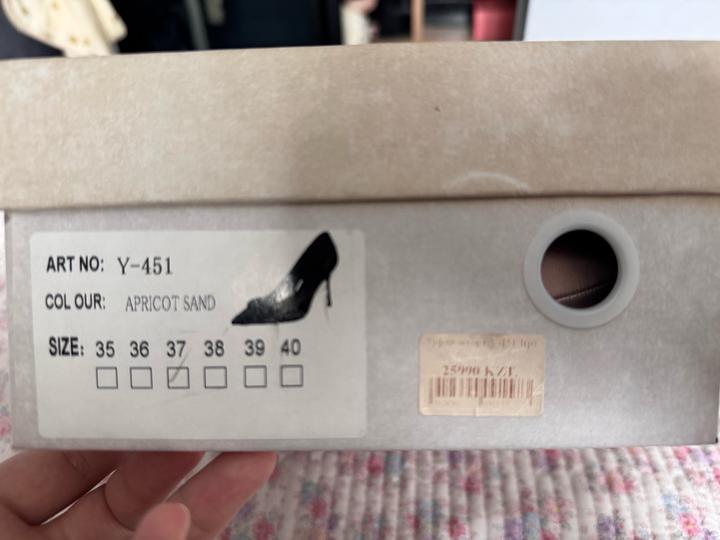 ART NO: Y-451
COLOUR: APRICOT SAND
SIZE: 35 36 37 38 39 40
25990 KZT.